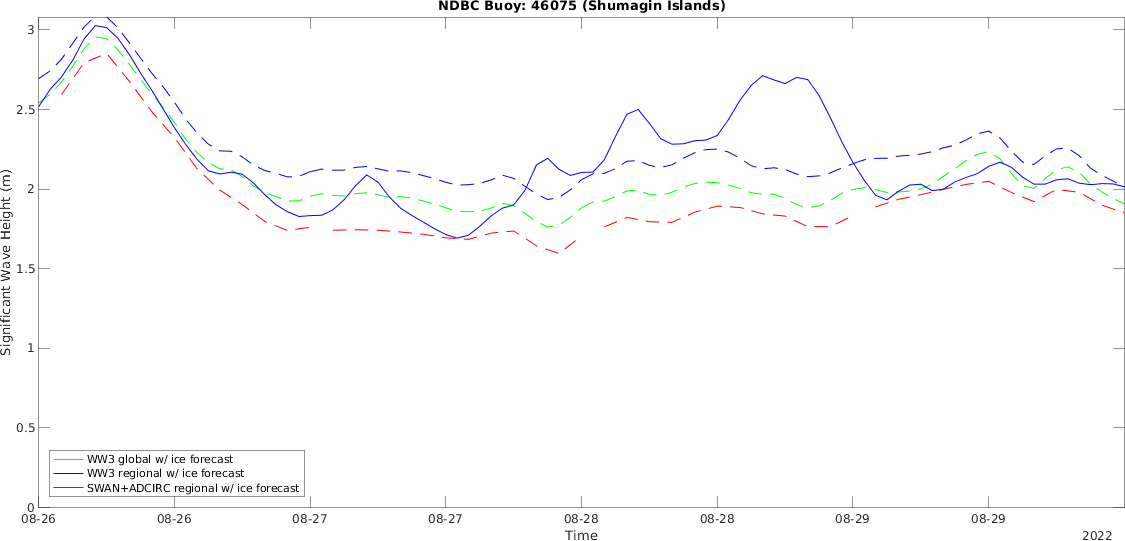 NDBC Buoy: 46075 (Shumagin Islands)
3
2.5
2
1.5
1
0.5
0
Significant Wave Height (m)
WW3 global w/ ice forecast
WW3 regional w/ ice forecast
SWAN+ADCIRC regional w/ ice forecast
08-26 08-26 08-27 08-27 08-28 08-28 08-29 08-29
Time
2022